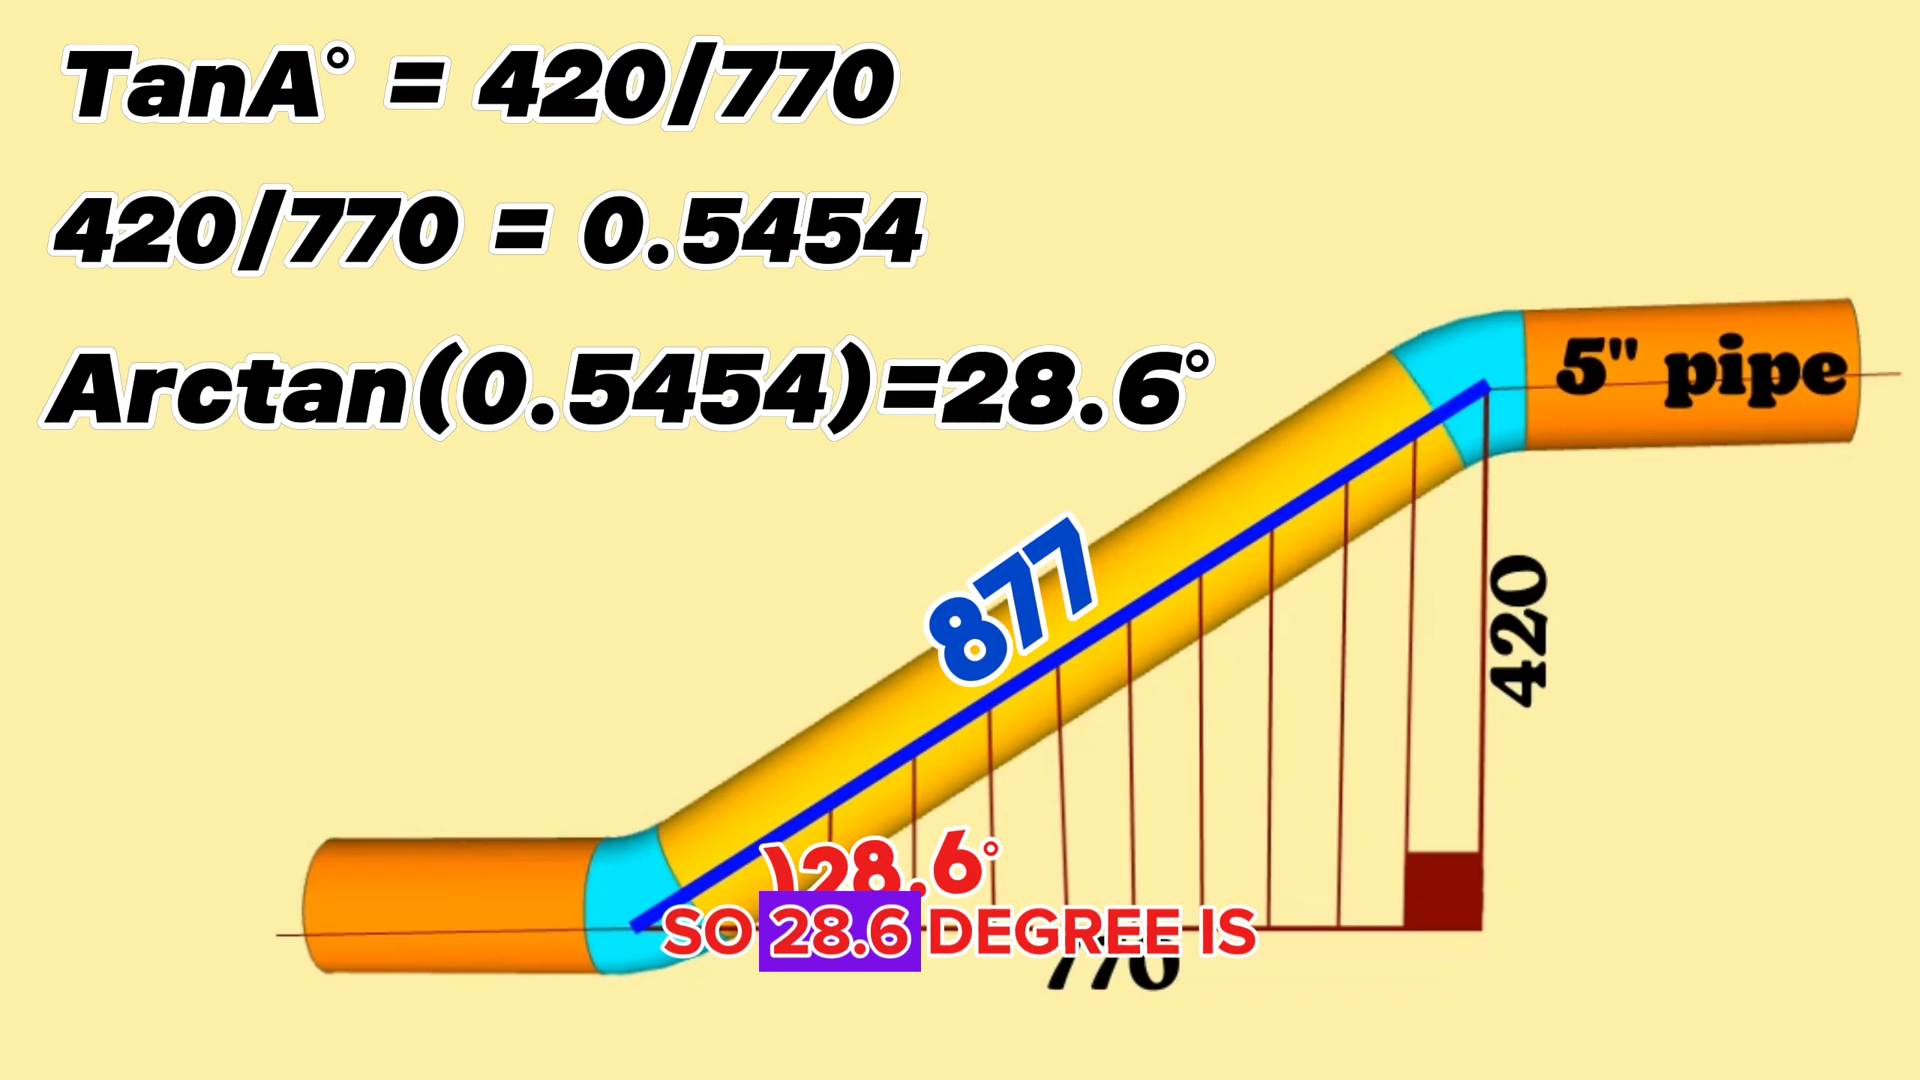 TanA° = 420/770
420/770 = 0.5454
Arctan(0.5454)=28.6°
5" pipe
877
420
)28.6°
SO 28.6 DEGREE IS
770